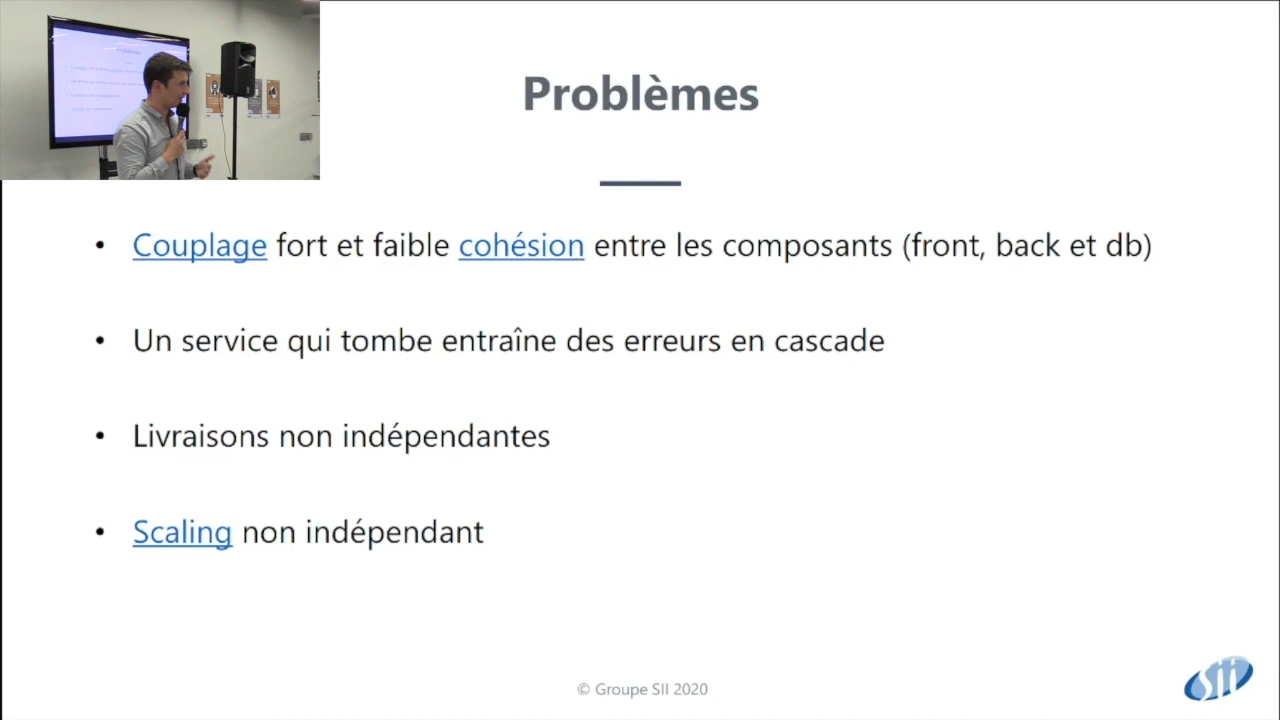 Problèmes
• Couplage fort et faible cohésion entre les composants (front, back et db)
• Un service qui tombe entraîne des erreurs en cascade
• Livraisons non indépendantes
• Scaling non indépendant
© Groupe SII 2020
sii